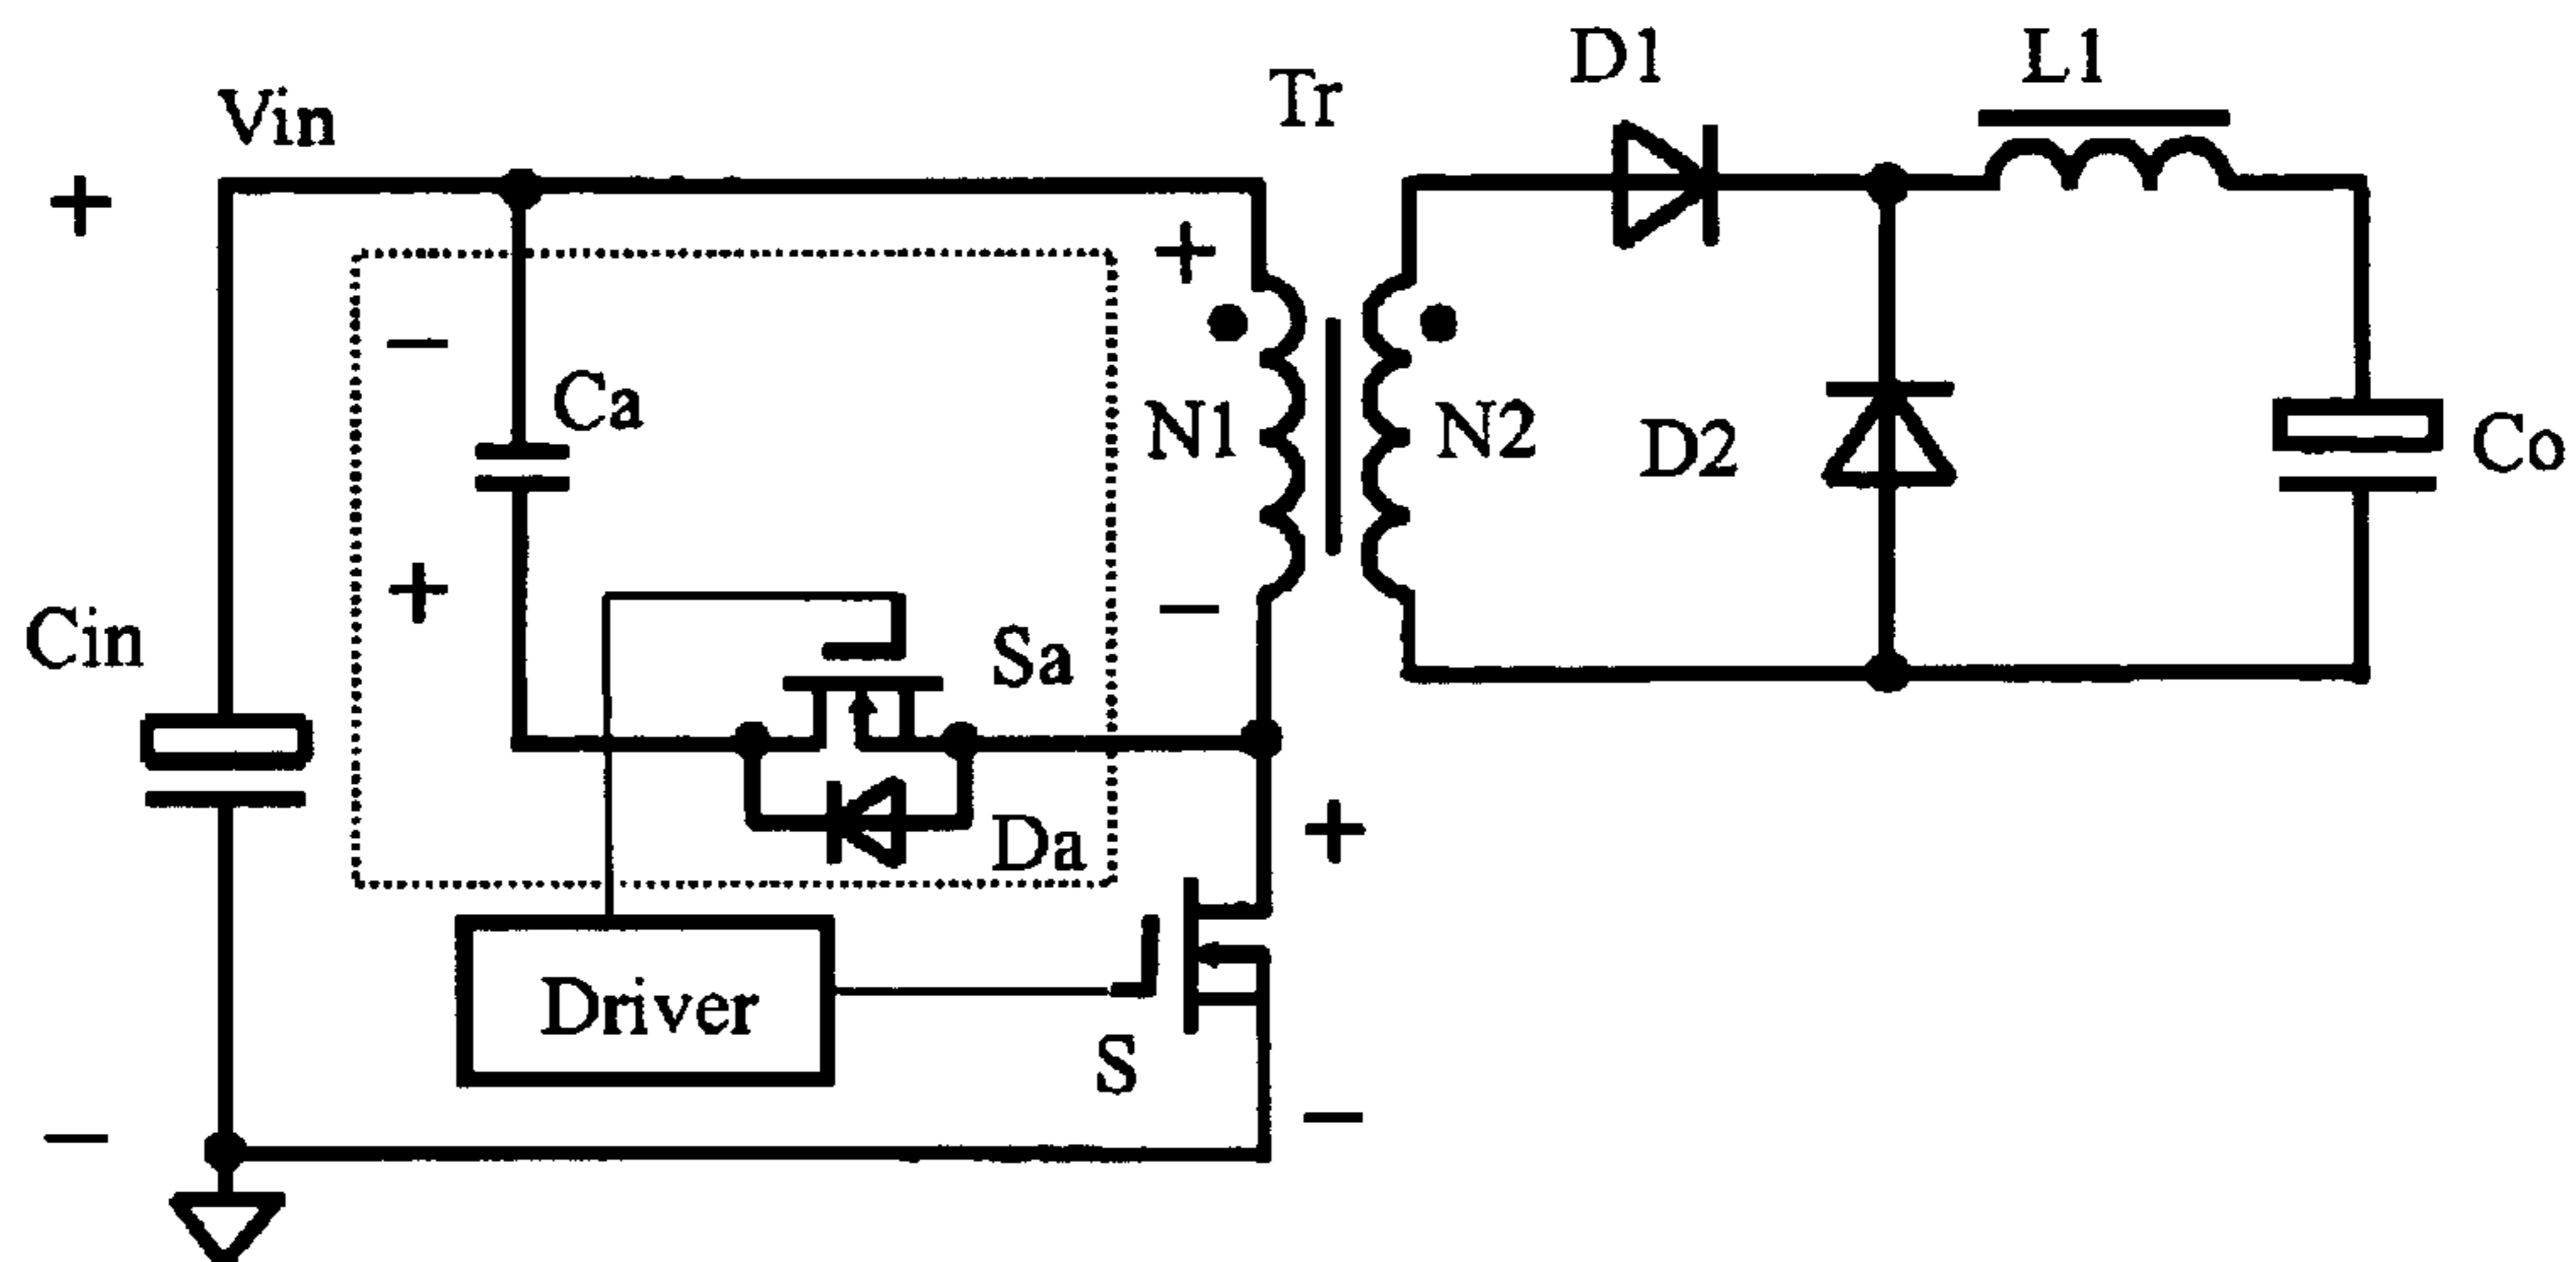 D1
L1
Tr
Vin
+
+
−
Ca
N1
N2
D2
Co
+
−
Cin
Sa
+
Da
Driver
S
−
−